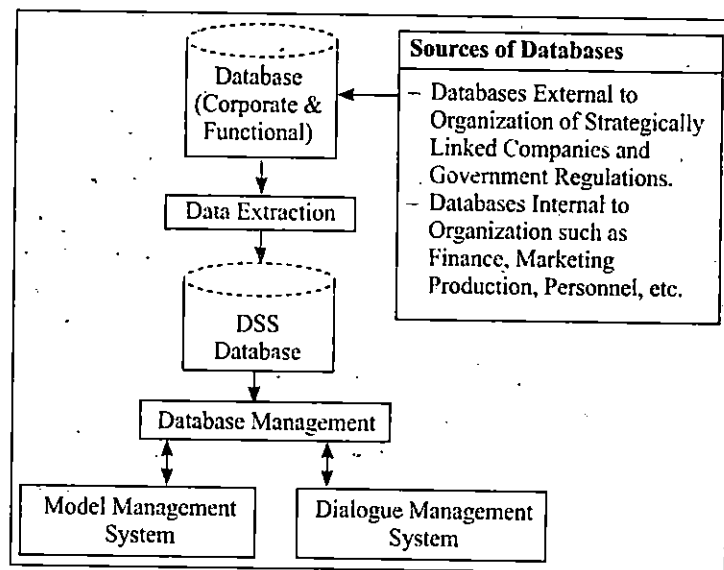 Database
(Corporate &
Functional)
Data Extraction
DSS
Database
Database Management
Model Management
System
Dialogue Management
System
Sources of Databases
– Databases External to
Organization of Strategically
Linked Companies and
Government Regulations.
– Databases Internal to
Organization such as
Finance, Marketing
Production, Personnel, etc.